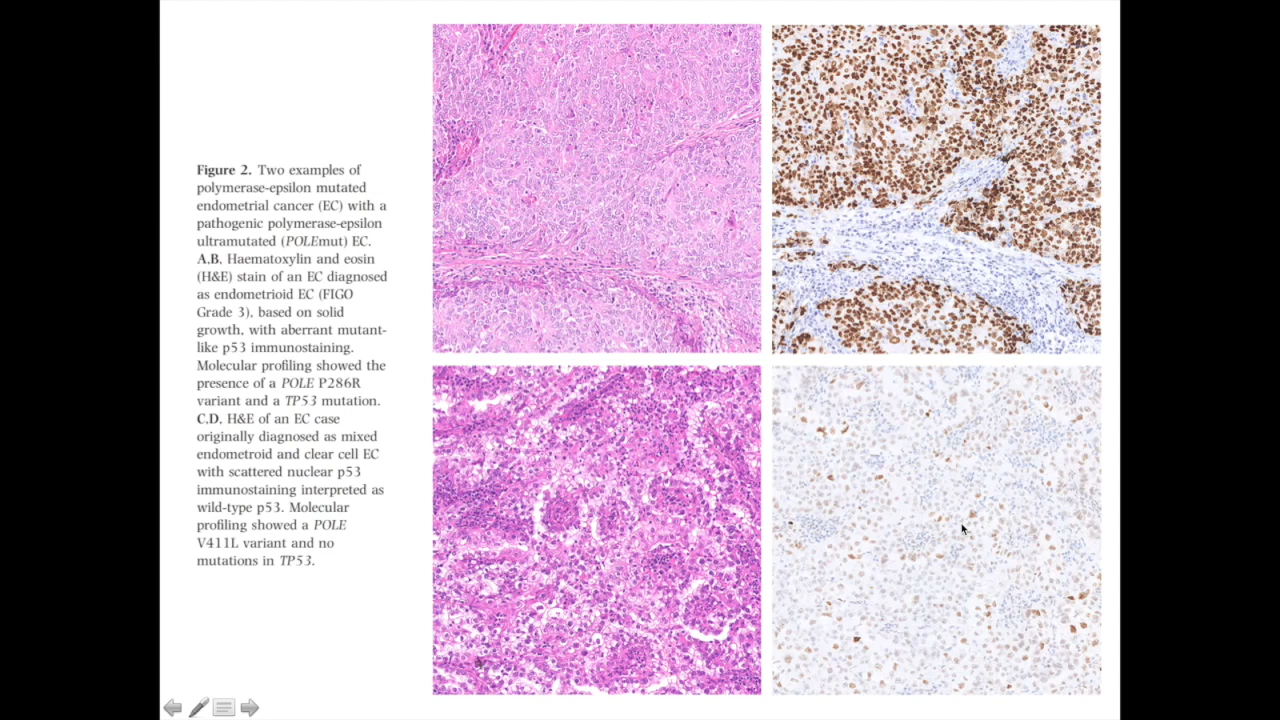 Figure 2. Two examples of
polymerase-epsilon mutated
endometrial cancer (EC) with a
pathogenic polymerase-epsilon
ultramutated (POLEmut) EC.
A,B, Haematoxylin and eosin
(H&E) stain of an EC diagnosed
as endometrioid EC (FIGO
Grade 3), based on solid
growth, with aberrant mutant-
like p53 immunostaining.
Molecular profiling showed the
presence of a POLE P286R
variant and a TP53 mutation.
C,D, H&E of an EC case
originally diagnosed as mixed
endometroid and clear cell EC
with scattered nuclear p53
immunostaining interpreted as
wild-type p53. Molecular
profiling showed a POLE
V411L variant and no
mutations in TP53.